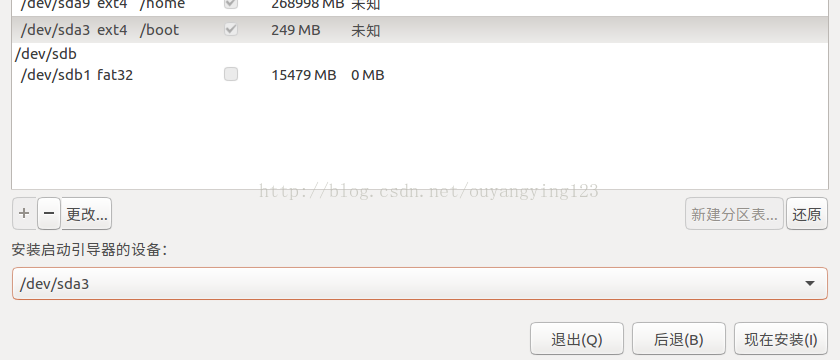 /dev/sda9 ext4 /home 268998 MB 未知
/dev/sda3 ext4 /boot 249 MB 未知
/dev/sdb
/dev/sdb1 fat32 15479 MB 0 MB
http://blog.csdn.net/ouyangying123
+ − 更改... 新建分区表... 还原
安装启动引导器的设备：
/dev/sda3
退出(Q) 后退(B) 现在安装(I)